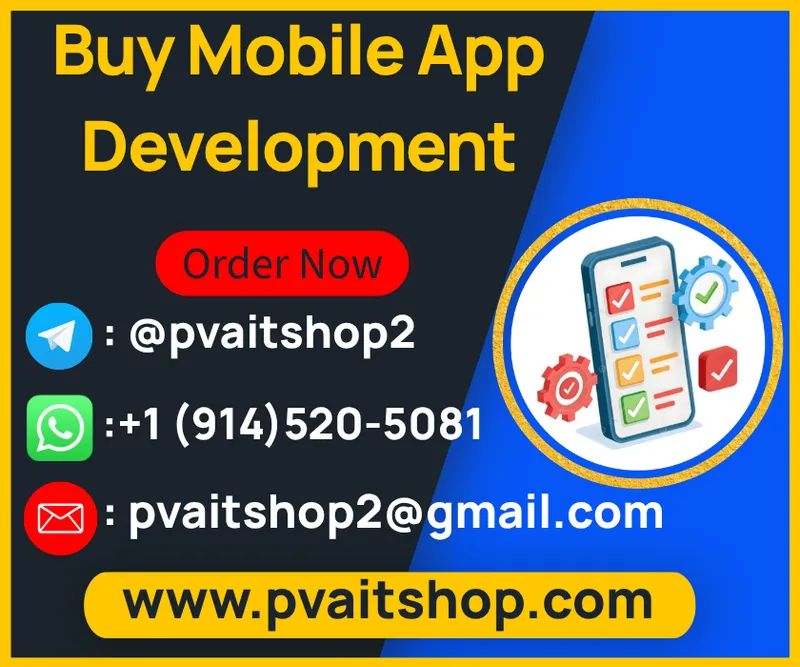 Buy Mobile App
Development
Order Now
: @pvaitshop2
:+1 (914)520-5081
: pvaitshop2@gmail.com
www.pvaitshop.com